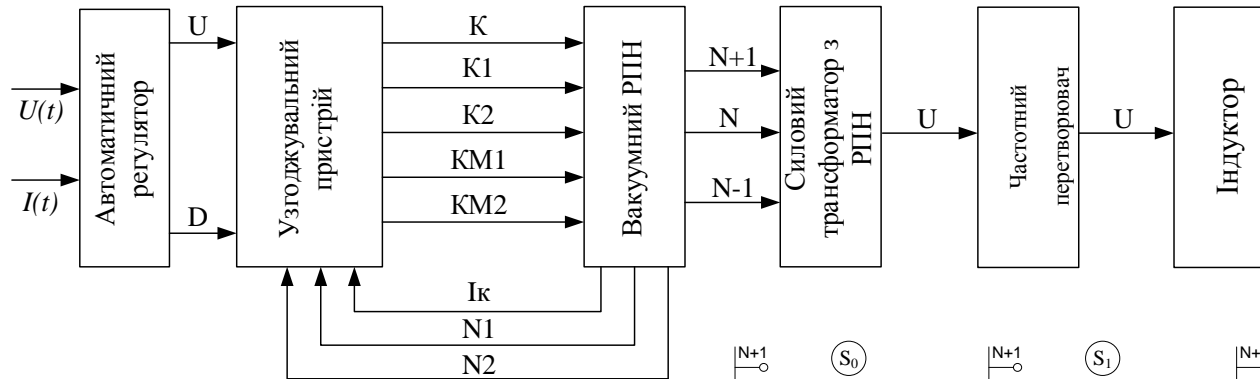 U(t)
I(t)
Автоматичний
регулятор
U
D
Узгоджувальний
пристрій
К
К1
К2
КМ1
КМ2
Вакуумний РПН
N+1
N
N-1
Силовий
трансформатор з
РПН
U
Частотний
перетворювач
U
Індуктор
Iк
N1
N2
N+1
S0
N+1
S1
N+